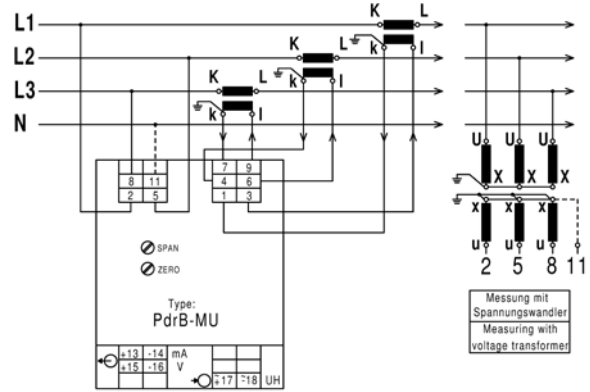 L1 K L
L2 K L k l
L3 K L k l
N k l
U U U
X X X
7 9
8 11 4 6
2 5 1 3
x x x
u u u
2 5 8 11
SPAN
ZERO
Type:
PdrB-MU
Messung mit
Spannungswandler
Measuring with
voltage transformer
+13 -14 mA
+15 -16 V
~+17 ~-18 UH